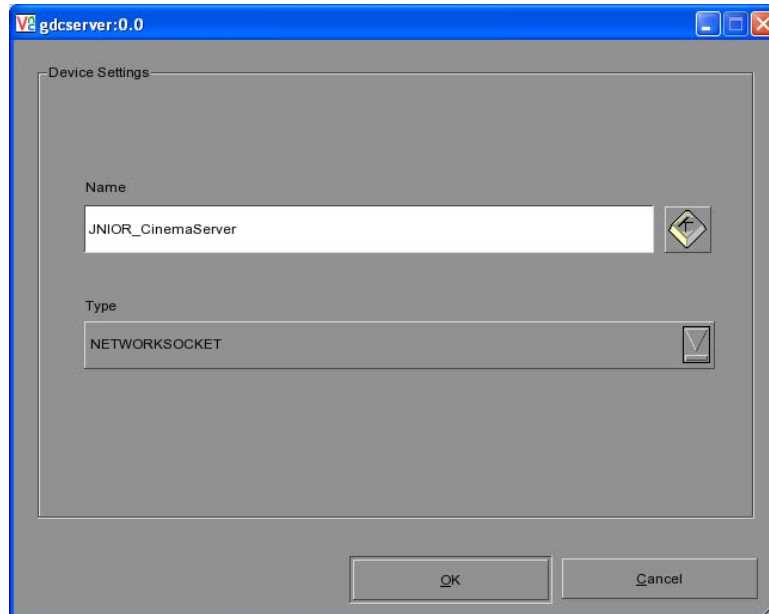 gdcserver:0.0
Device Settings
Name
JNIOR_CinemaServer
Type
NETWORKSOCKET
OK
Cancel